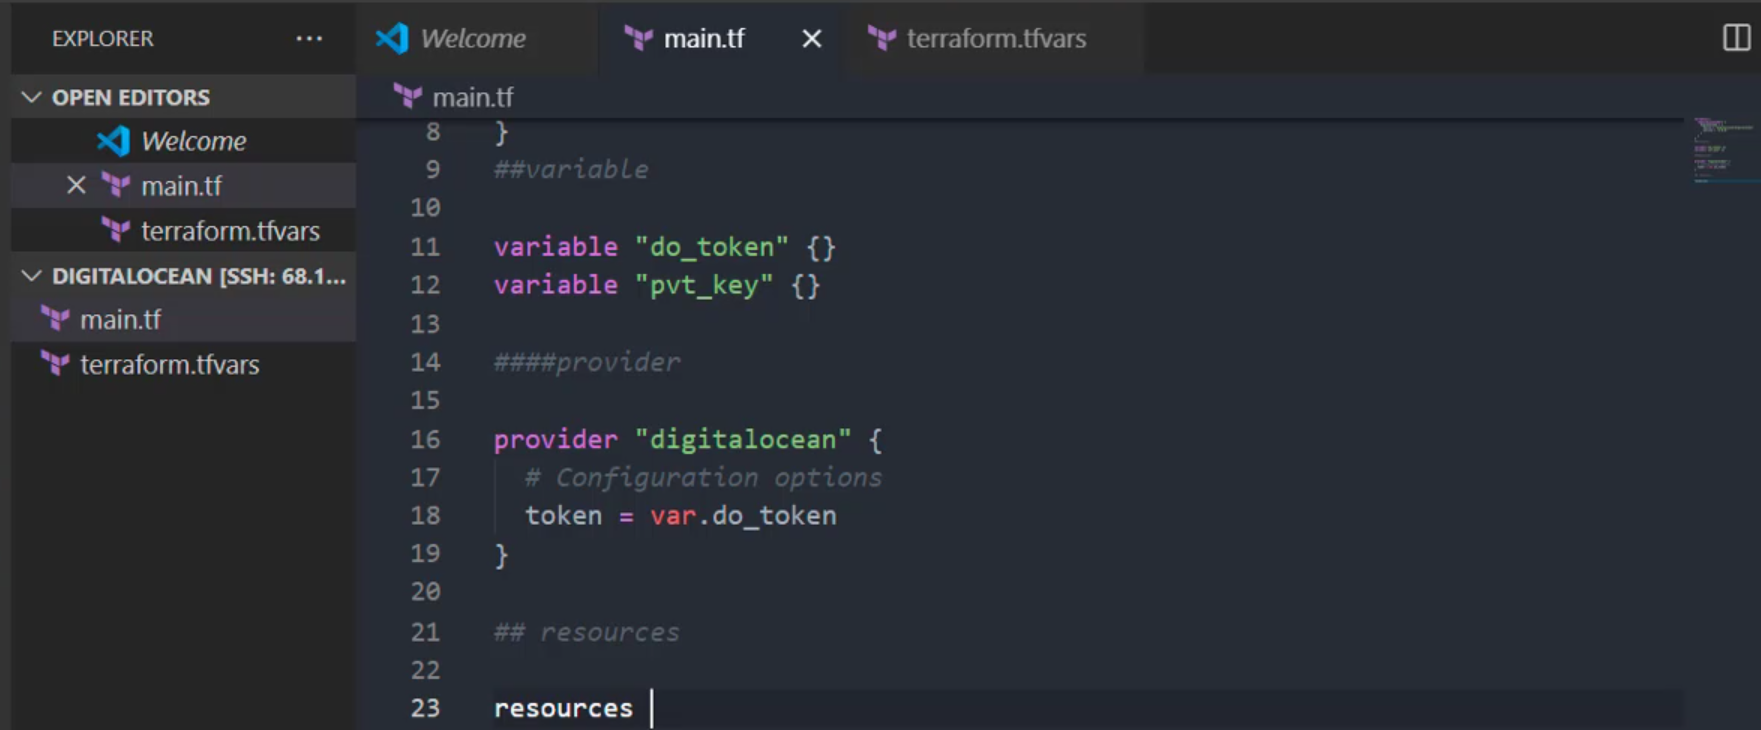 EXPLORER ...
OPEN EDITORS
Welcome
main.tf
terraform.tfvars
DIGITALOCEAN [SSH: 68.1...
main.tf
terraform.tfvars
Welcome main.tf terraform.tfvars
main.tf
8 }
9 ##variable
10
11 variable "do_token" {}
12 variable "pvt_key" {}
13
14 ####provider
15
16 provider "digitalocean" {
17 # Configuration options
18 token = var.do_token
19 }
20
21 ## resources
22
23 resources